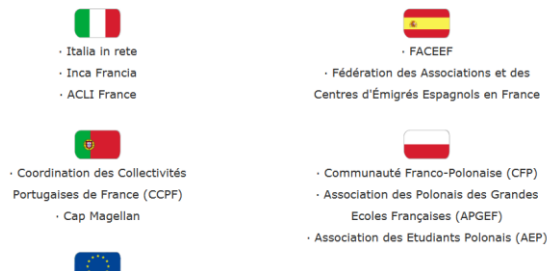 · Italia in rete
· Inca Francia
· ACLI France
· FACEEF
· Fédération des Associations et des
Centres d'Émigrés Espagnols en France
· Coordination des Collectivités
Portugaises de France (CCPF)
· Cap Magellan
· Communauté Franco-Polonaise (CFP)
· Association des Polonais des Grandes
Ecoles Françaises (APGEF)
· Association des Etudiants Polonais (AEP)